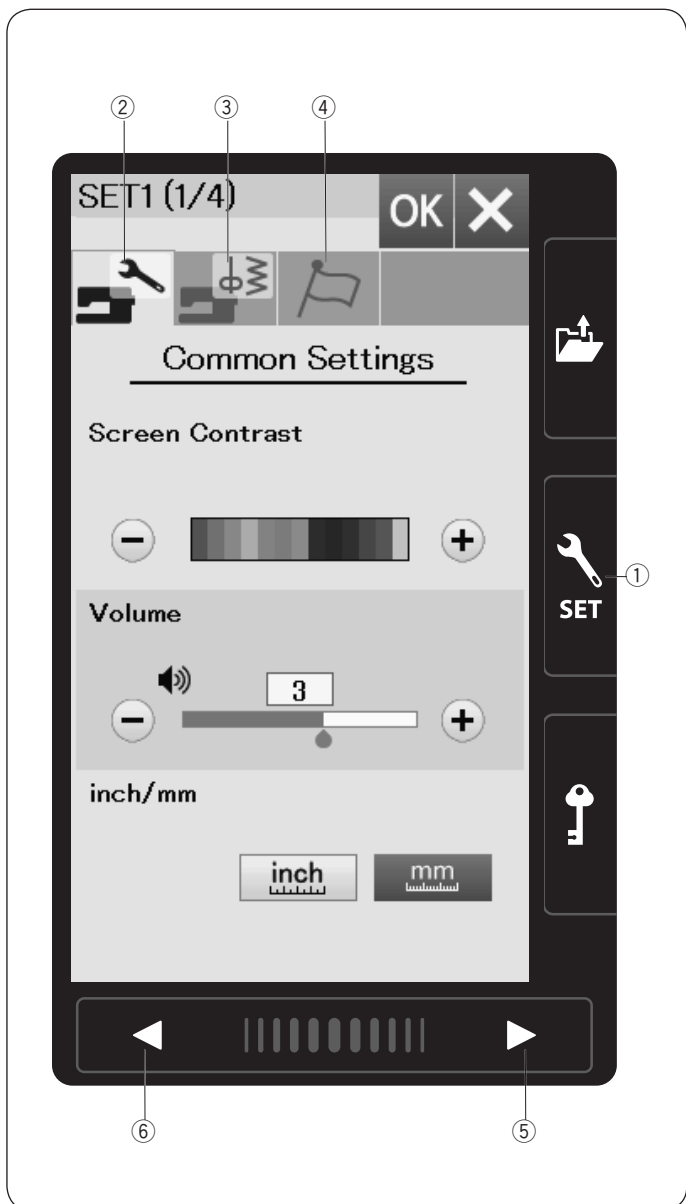 ② ③ ④
SET1 (1/4)
OK
Common Settings
Screen Contrast
① 
SET
Volume
3
inch/mm
inch
mm
⑥ ⑤